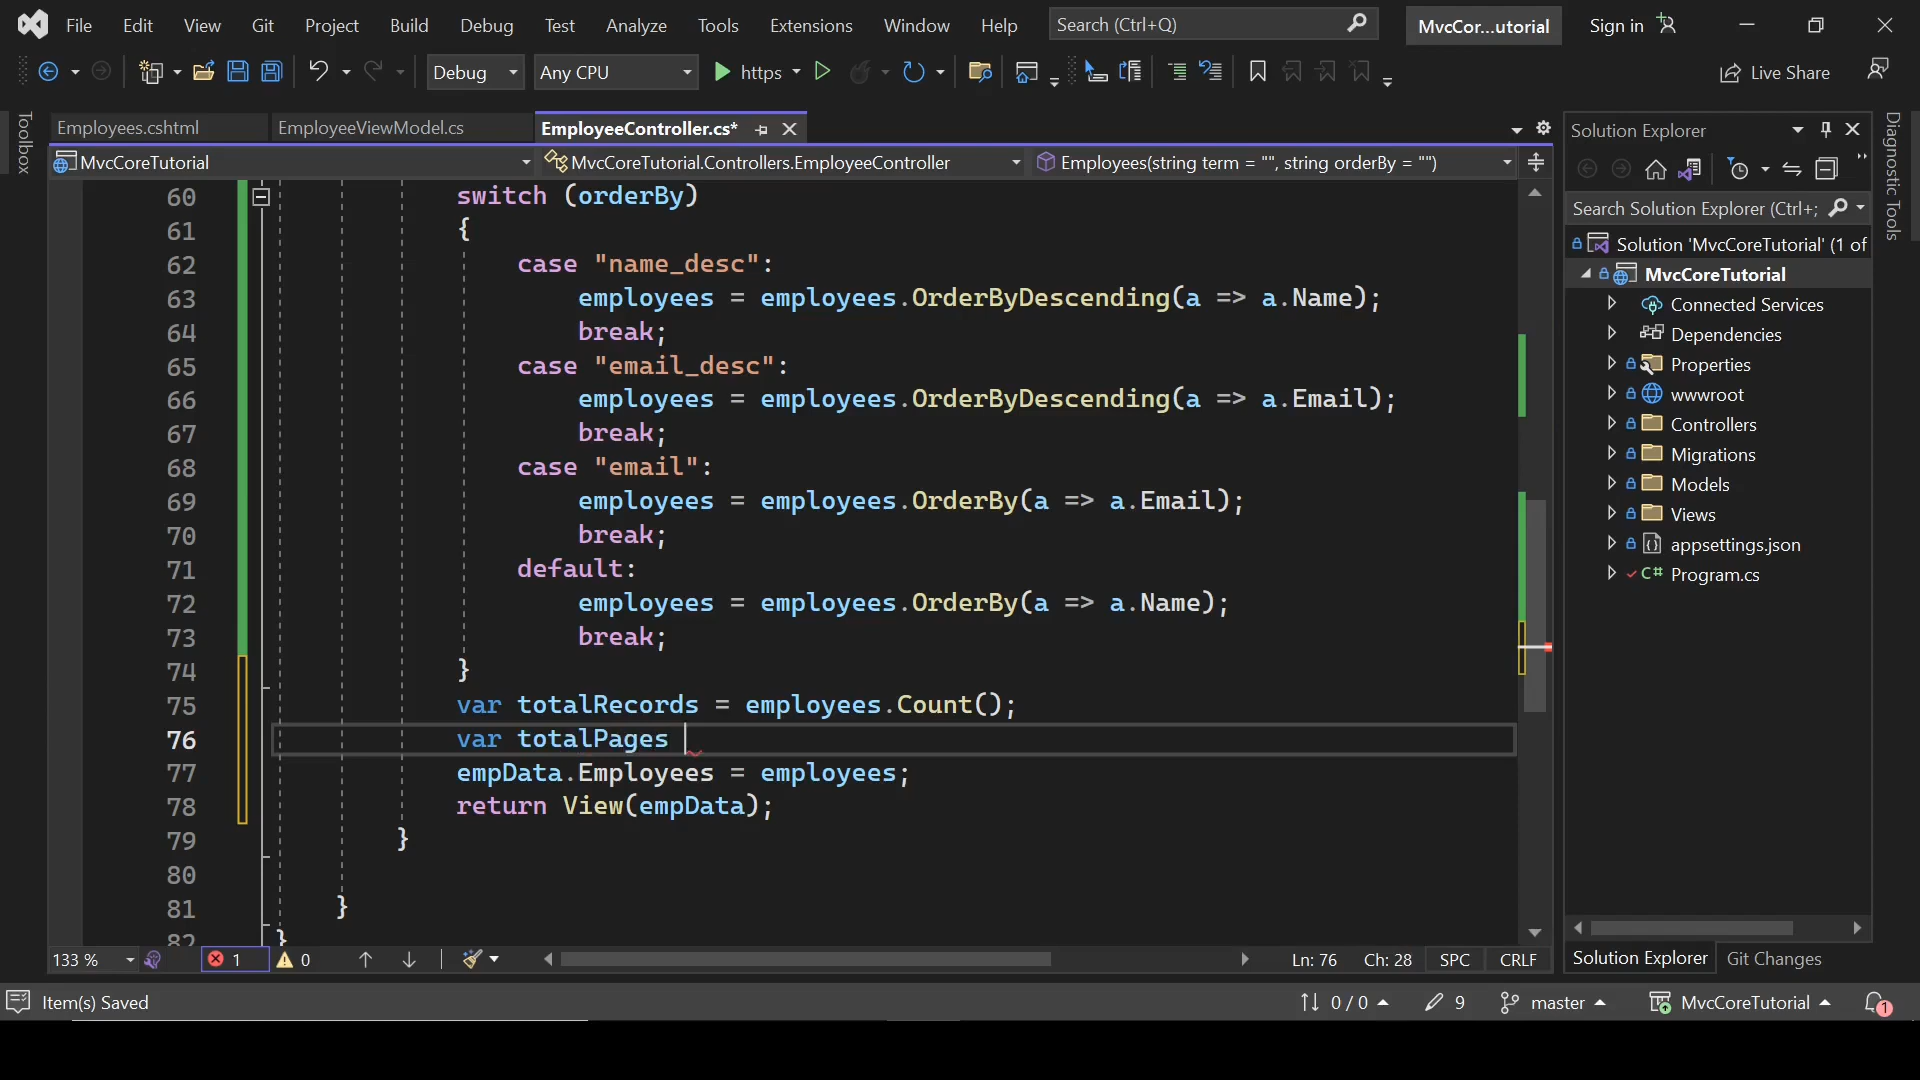 File Edit View Git Project Build Debug Test Analyze Tools Extensions Window Help Search (Ctrl+Q) MvcCor...utorial Sign in
Debug Any CPU https Live Share
Toolbox
Employees.cshtml EmployeeViewModel.cs EmployeeController.cs*
MvcCoreTutorial MvcCoreTutorial.Controllers.EmployeeController Employees(string term = "", string orderBy = "")
60 switch (orderBy)
61 {
62 case "name_desc":
63 employees = employees.OrderByDescending(a => a.Name);
64 break;
65 case "email_desc":
66 employees = employees.OrderByDescending(a => a.Email);
67 break;
68 case "email":
69 employees = employees.OrderBy(a => a.Email);
70 break;
71 default:
72 employees = employees.OrderBy(a => a.Name);
73 break;
74 }
75 var totalRecords = employees.Count();
76 var totalPages
77 empData.Employees = employees;
78 return View(empData);
79 }
80
81 }
82 }
133 % 1 0 Ln: 76 Ch: 28 SPC CRLF
Solution Explorer
Search Solution Explorer (Ctrl+;
Solution 'MvcCoreTutorial' (1 of
MvcCoreTutorial
Connected Services
Dependencies
Properties
wwwroot
Controllers
Migrations
Models
Views
appsettings.json
C# Program.cs
Solution Explorer Git Changes
Diagnostic Tools
Item(s) Saved 0 / 0 9 master MvcCoreTutorial 1